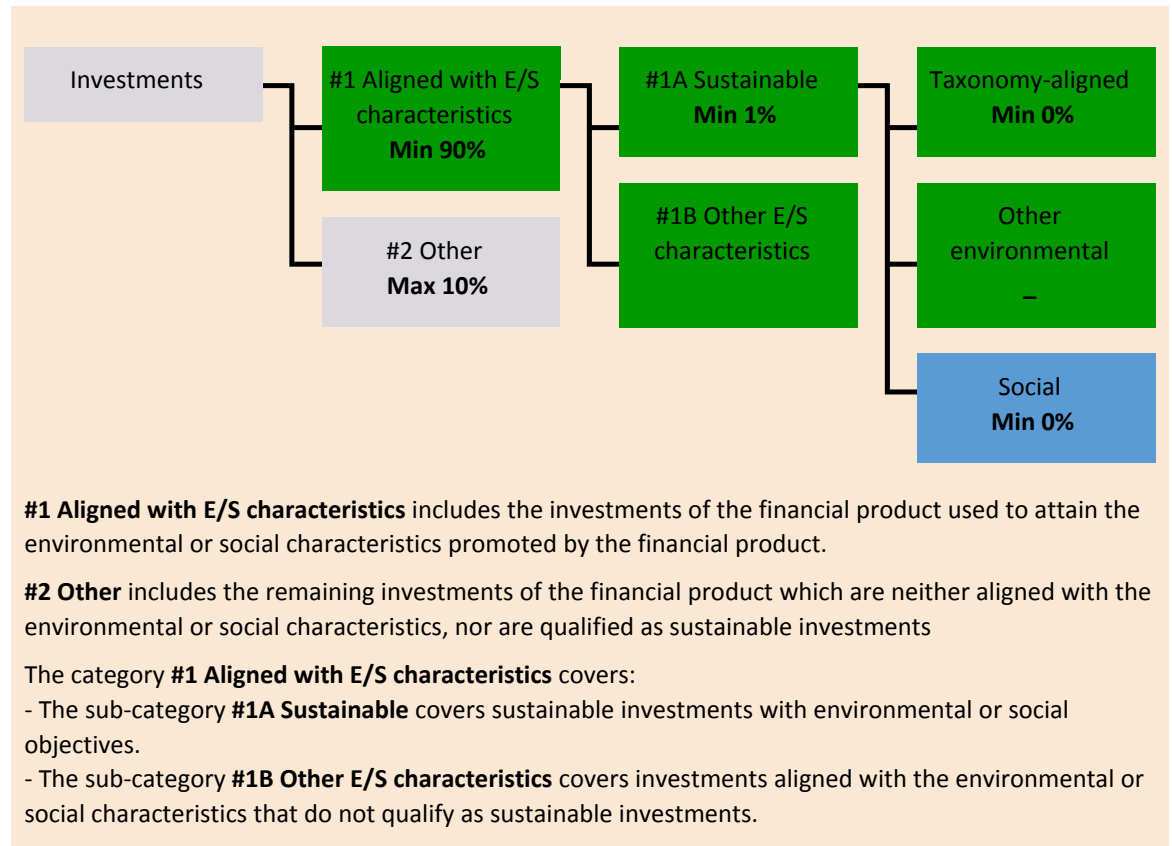 Investments
#1 Aligned with E/S
characteristics
Min 90%
#2 Other
Max 10%
#1A Sustainable
Min 1%
#1B Other E/S
characteristics
Taxonomy-aligned
Min 0%
Other
environmental
–
Social
Min 0%
#1 Aligned with E/S characteristics includes the investments of the financial product used to attain the
environmental or social characteristics promoted by the financial product.
#2 Other includes the remaining investments of the financial product which are neither aligned with the
environmental or social characteristics, nor are qualified as sustainable investments
The category #1 Aligned with E/S characteristics covers:
- The sub-category #1A Sustainable covers sustainable investments with environmental or social
objectives.
- The sub-category #1B Other E/S characteristics covers investments aligned with the environmental or
social characteristics that do not qualify as sustainable investments.